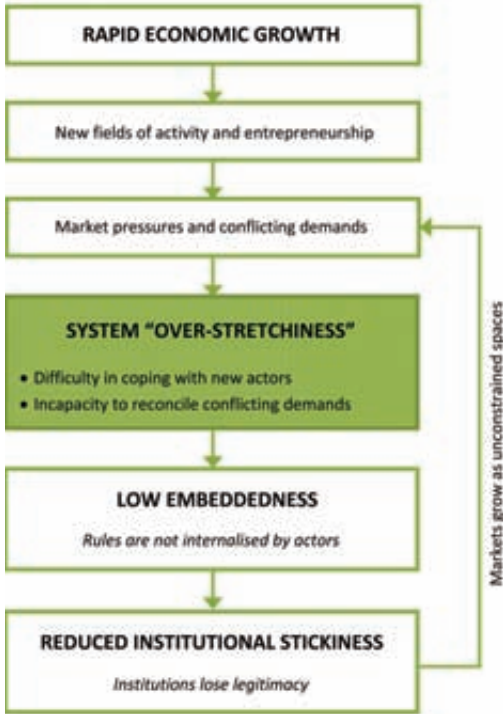 RAPID ECONOMIC GROWTH
New fields of activity and entrepreneurship
Market pressures and conflicting demands
SYSTEM “OVER-STRETCHINESS”
• Difficulty in coping with new actors
• Incapacity to reconcile conflicting demands
LOW EMBEDDEDNESS
Rules are not internalised by actors
REDUCED INSTITUTIONAL STICKINESS
Institutions lose legitimacy
Markets grow as unconstrained spaces